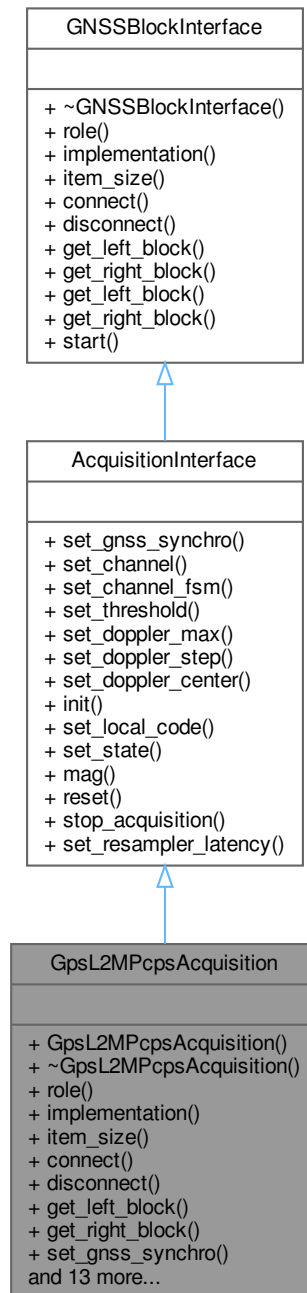 GNSSBlockInterface
+ ~GNSSBlockInterface()
+ role()
+ implementation()
+ item_size()
+ connect()
+ disconnect()
+ get_left_block()
+ get_right_block()
+ get_left_block()
+ get_right_block()
+ start()
AcquisitionInterface
+ set_gnss_synchro()
+ set_channel()
+ set_channel_fsm()
+ set_threshold()
+ set_doppler_max()
+ set_doppler_step()
+ set_doppler_center()
+ init()
+ set_local_code()
+ set_state()
+ mag()
+ reset()
+ stop_acquisition()
+ set_resampler_latency()
GpsL2MPcpsAcquisition
+ GpsL2MPcpsAcquisition()
+ ~GpsL2MPcpsAcquisition()
+ role()
+ implementation()
+ item_size()
+ connect()
+ disconnect()
+ get_left_block()
+ get_right_block()
+ set_gnss_synchro()
and 13 more...